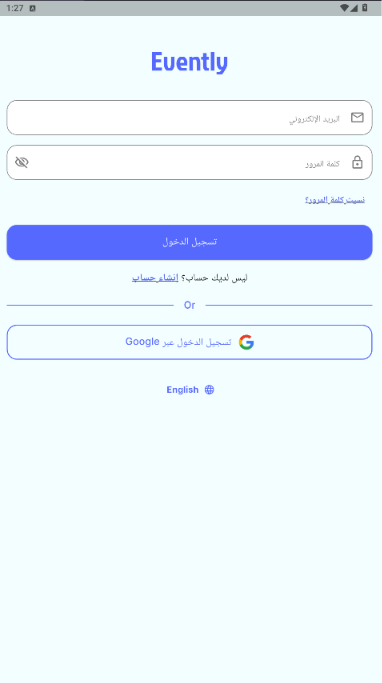 1:27
Evently
البريد الإلكتروني
كلمة المرور
نسيت كلمة المرور؟
تسجيل الدخول
ليس لديك حساب؟ إنشاء حساب
Or
تسجيل الدخول عبر Google
English